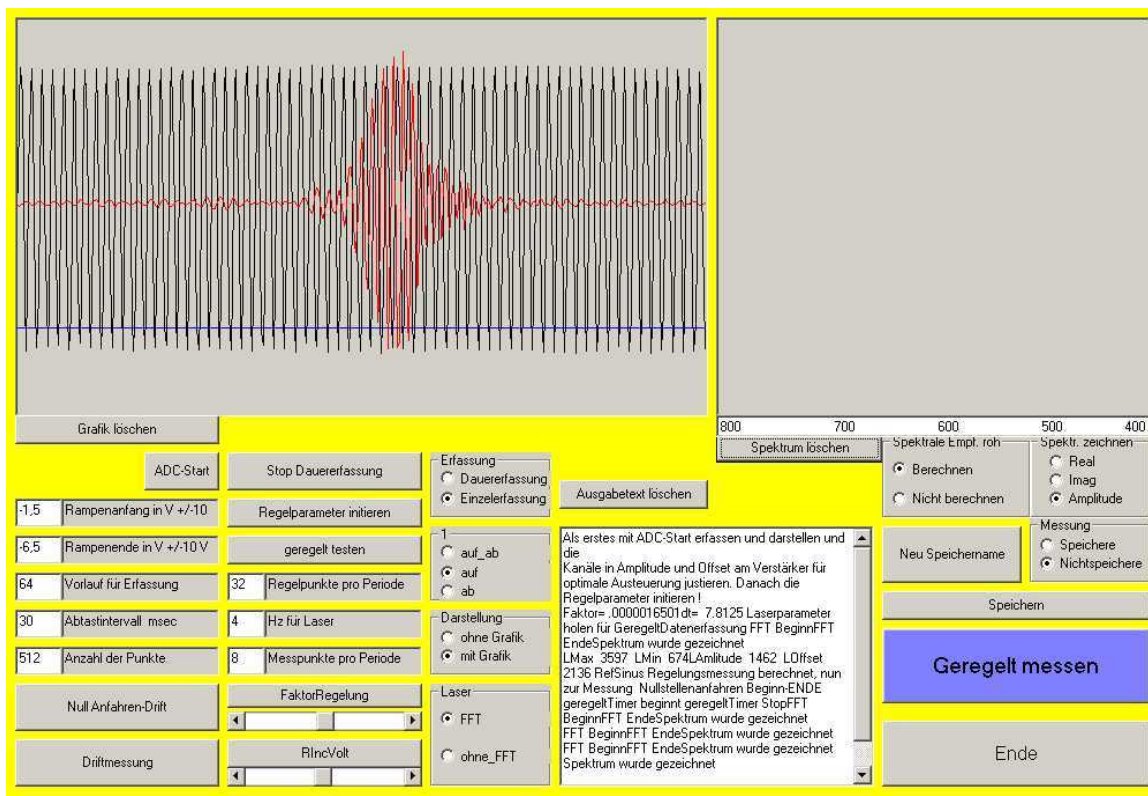 800 700 600 500 400
Grafik löschen
Spektrum löschen
Spektrale Empf. roh
Berechnen
Nicht berechnen
Spektr. zeichnen
Real
Imag
Amplitude
ADC-Start
Stop Dauererfassung
Erfassung
Dauererfassung
Einzelerfassung
Ausgabetext löschen
-1,5 Rampenanfang in V +/-10
Regelparameter initieren
-6,5 Rampenende in V +/-10 V
geregelt testen
1
auf_ab
auf
ab
64 Vorlauf für Erfassung
32 Regelpunkte pro Periode
30 Abtastintervall msec
4 Hz für Laser
Darstellung
ohne Grafik
mit Grafik
512 Anzahl der Punkte
8 Messpunkte pro Periode
Null Anfahren-Drift
FaktorRegelung
Laser
FFT
ohne_FFT
Driftmessung
RIncVolt
Als erstes mit ADC-Start erfassen und darstellen und
die
Kanäle in Amplitude und Offset am Verstärker für
optimale Austeuerung justieren. Danach die
Regelparameter initieren !
Faktor= .0000016501dt= 7.8125 Laserparameter
holen für GeregeltDatenerfassung FFT BeginnFFT
EndeSpektrum wurde gezeichnet
LMax 3597 LMin 674LAmlitude 1462 LOffset
2136 RefSinus Regelungsmessung berechnet, nun
zur Messung Nullstellenanfahren Beginn-ENDE
geregeltTimer beginnt geregeltTimer StopFFT
BeginnFFT EndeSpektrum wurde gezeichnet
FFT BeginnFFT EndeSpektrum wurde gezeichnet
FFT BeginnFFT EndeSpektrum wurde gezeichnet
Spektrum wurde gezeichnet
Neu Speichername
Messung
Speichere
Nichtspeichere
Speichern
Geregelt messen
Ende